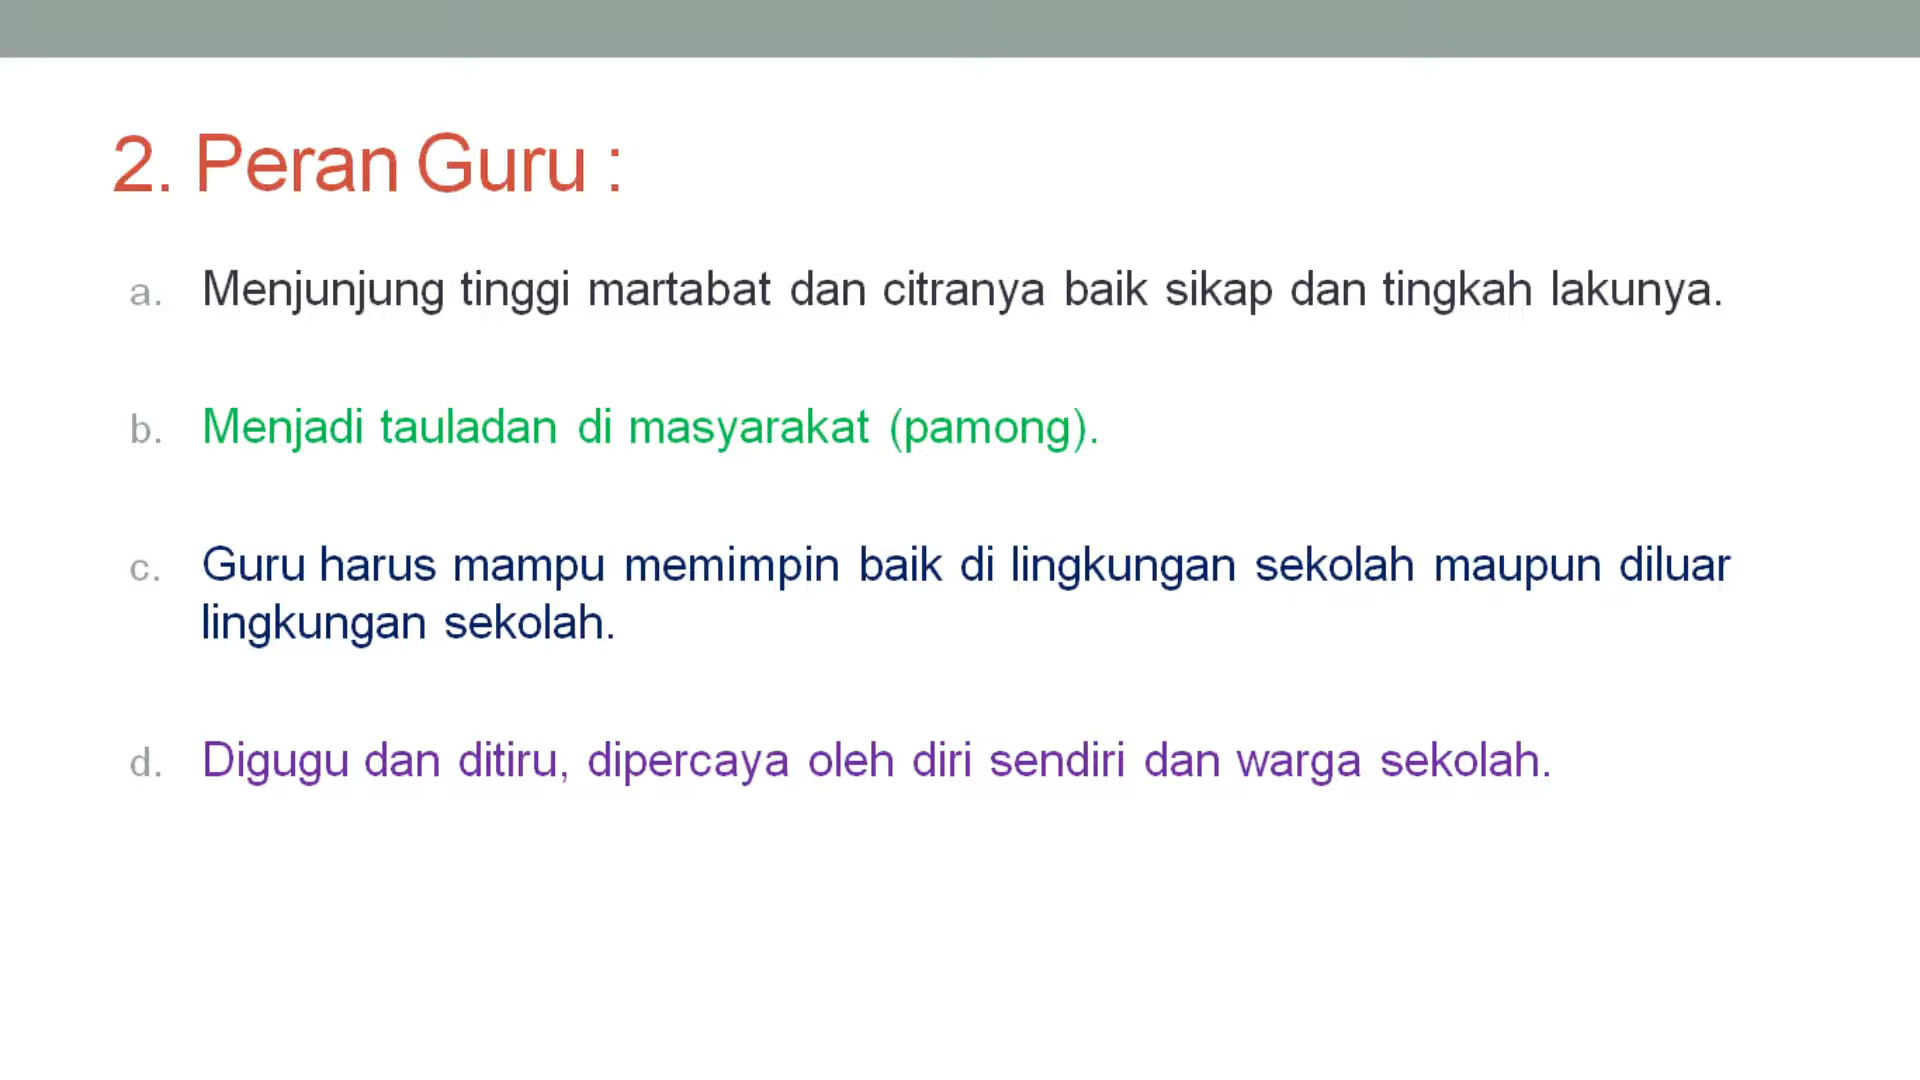 2. Peran Guru :
a. Menjunjung tinggi martabat dan citranya baik sikap dan tingkah lakunya.
b. Menjadi tauladan di masyarakat (pamong).
c. Guru harus mampu memimpin baik di lingkungan sekolah maupun diluar
lingkungan sekolah.
d. Digugu dan ditiru, dipercaya oleh diri sendiri dan warga sekolah.